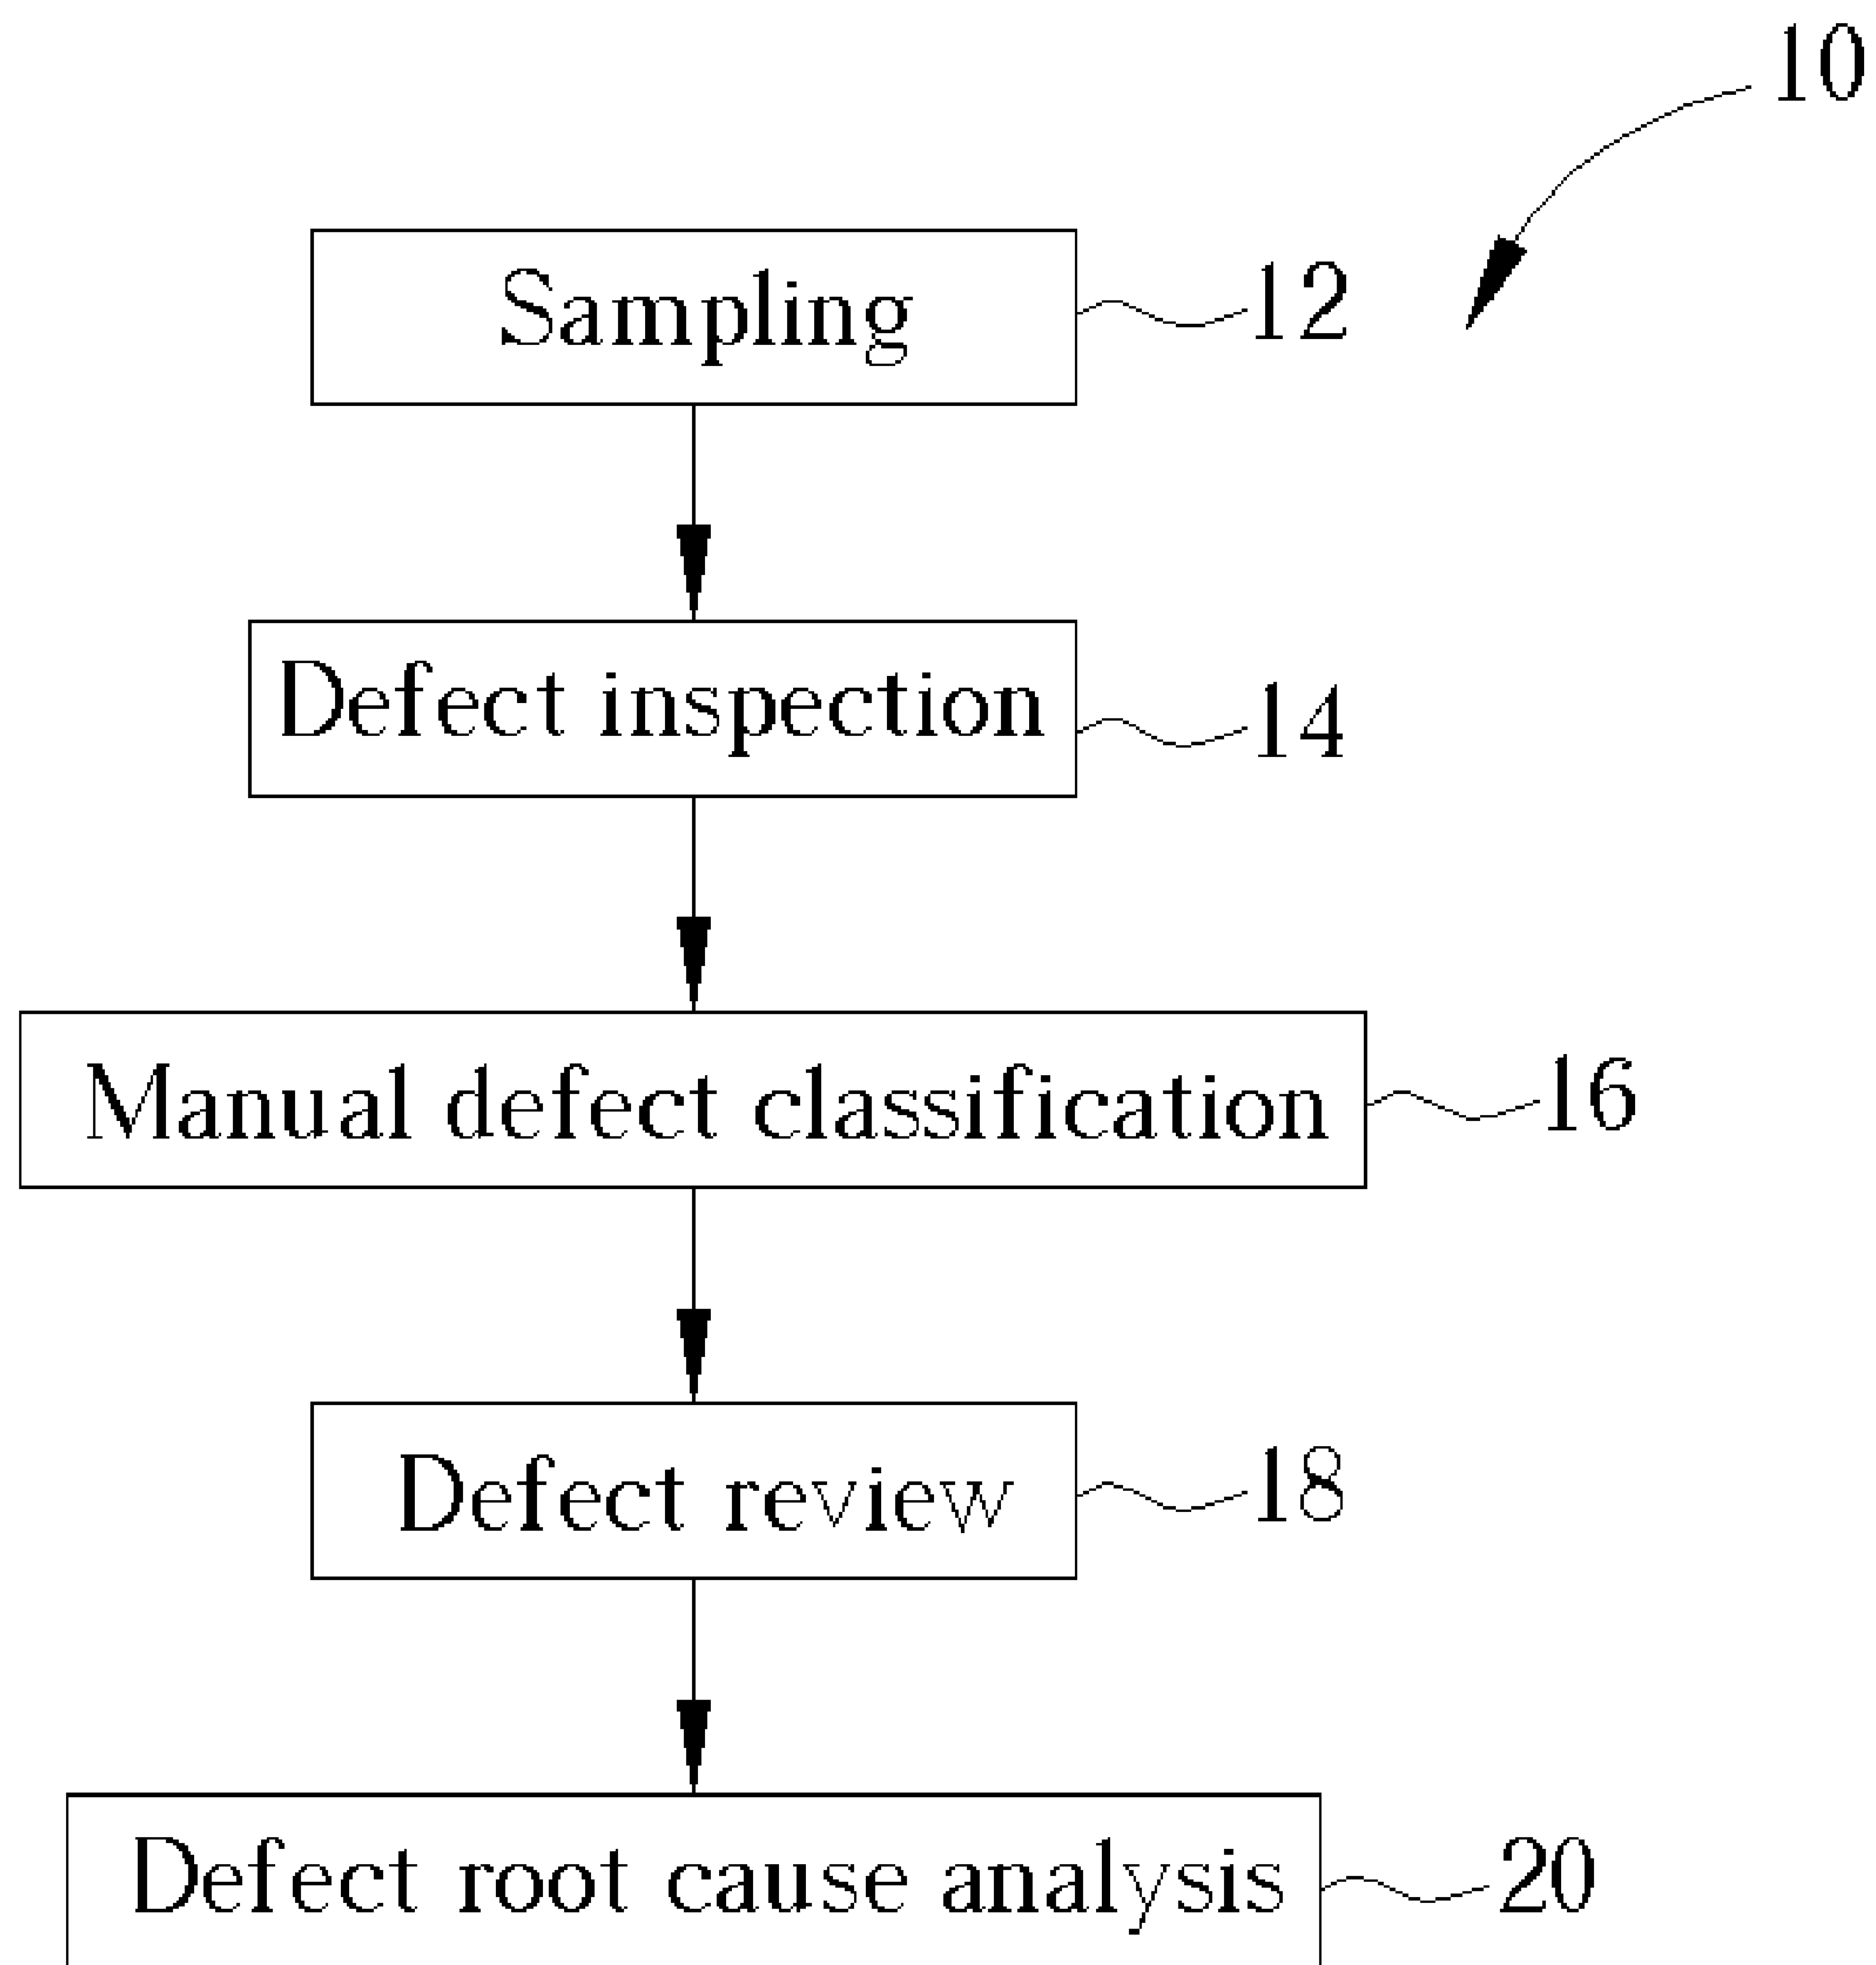 10
Sampling 12
Defect inspection 14
Manual defect classification 16
Defect review 18
Defect root cause analysis 20